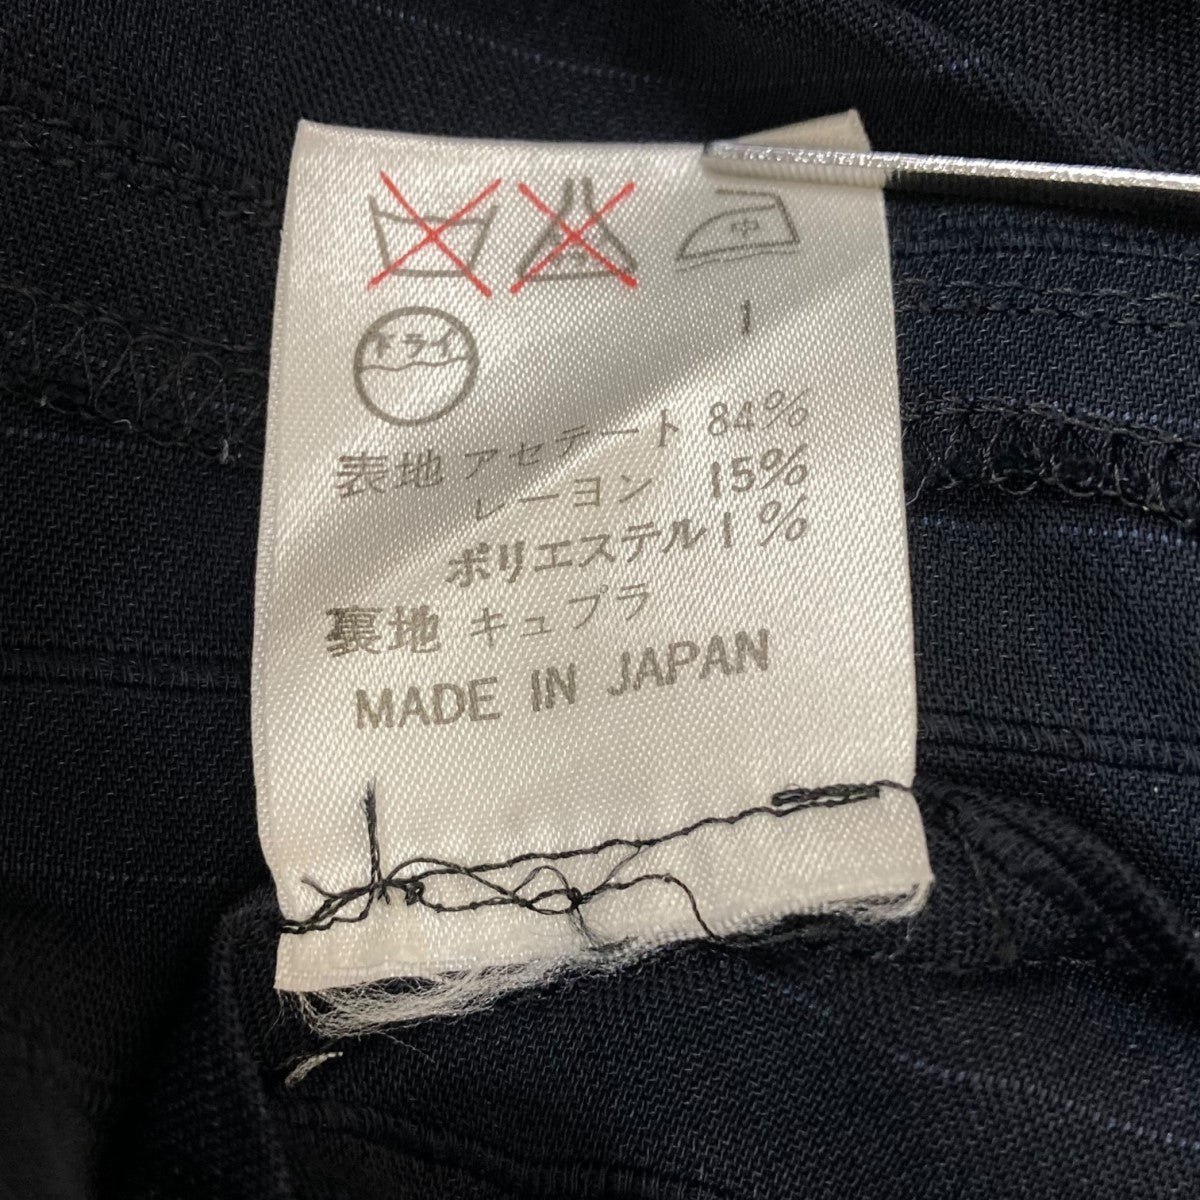 中
ドライ
1
表地 アセテート 84%
レーヨン 15%
ポリエステル 1%
裏地 キュプラ
MADE IN JAPAN